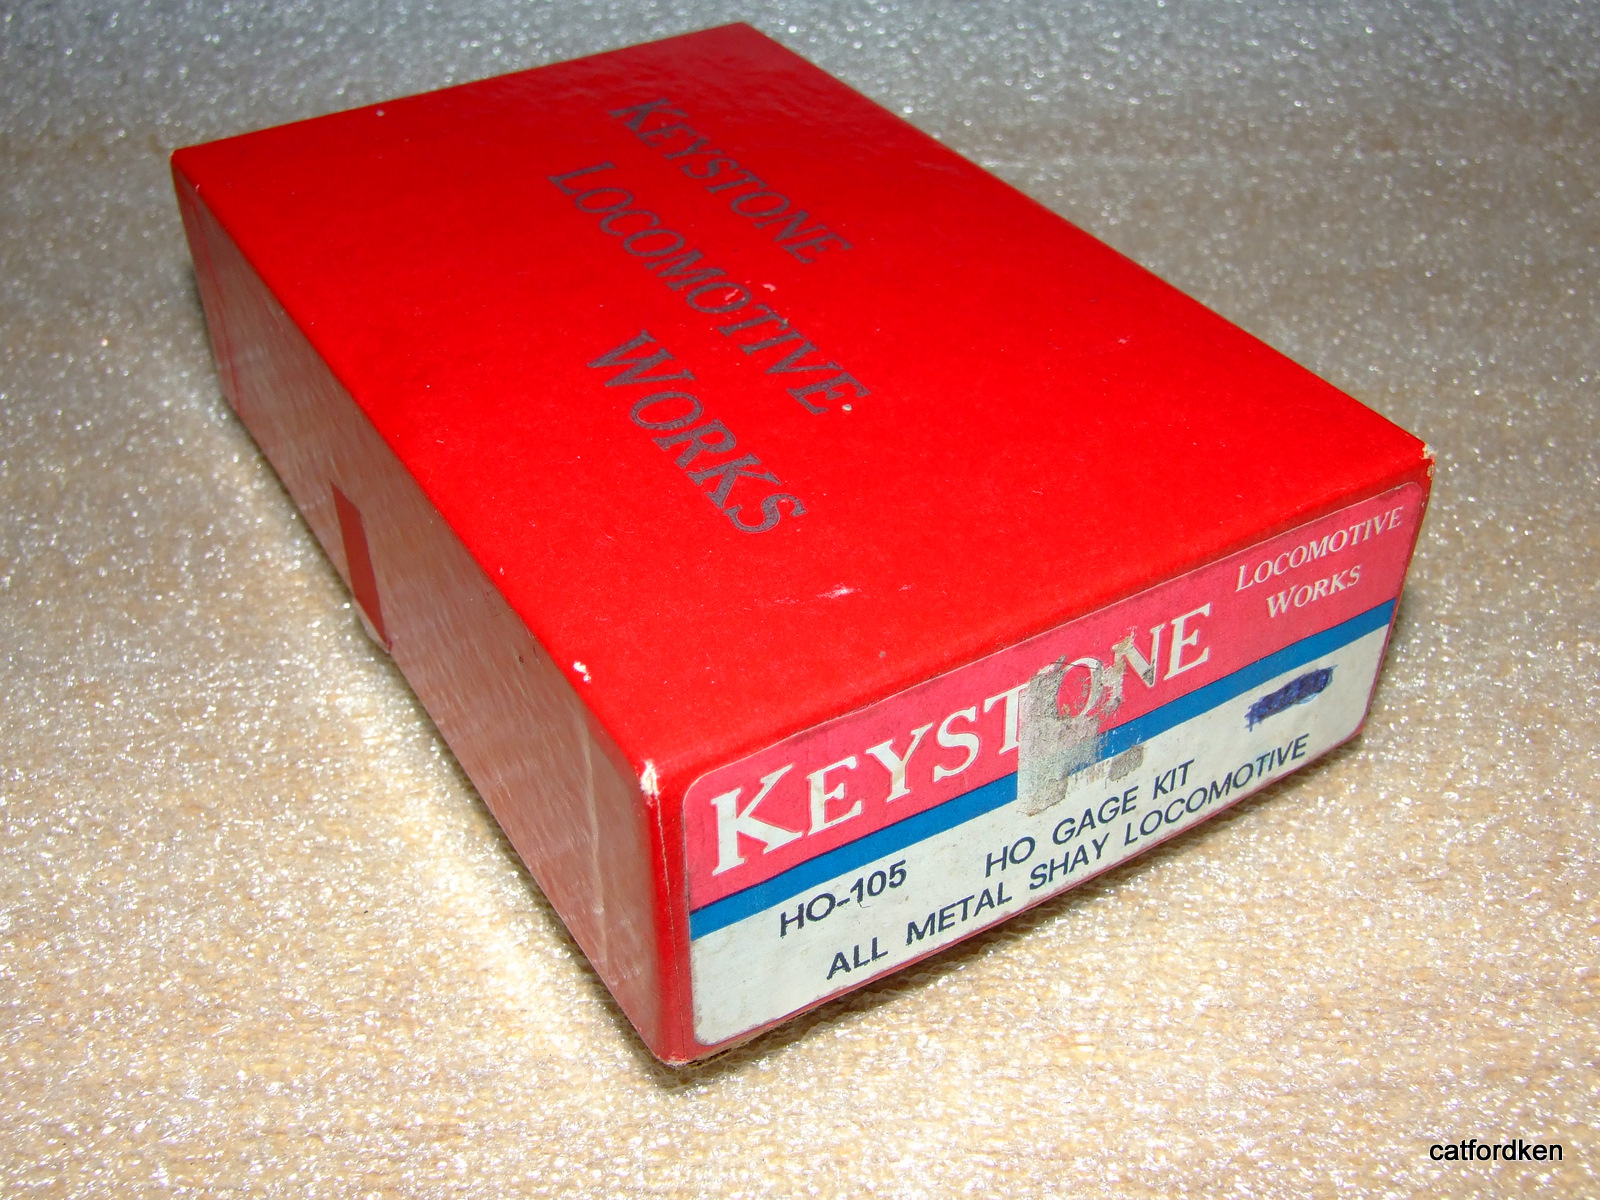 KEYSTONE
LOCOMOTIVE
WORKS
KEYSTONE
LOCOMOTIVE
WORKS
HO-105 HO GAGE KIT
ALL METAL SHAY LOCOMOTIVE
catfordken